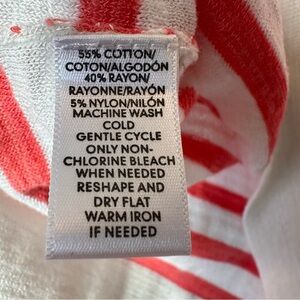 55% COTTON/
COTON/ALGODÓN
40% RAYON/
RAYONNE/RAYÓN
5% NYLON/NILÓN
MACHINE WASH
COLD
GENTLE CYCLE
ONLY NON-
CHLORINE BLEACH
WHEN NEEDED
RESHAPE AND
DRY FLAT
WARM IRON
IF NEEDED